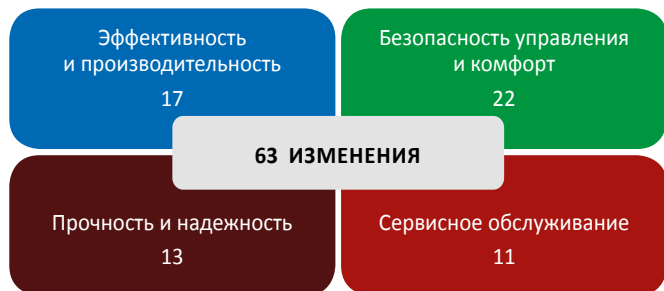 Эффективность
и производительность
17
Безопасность управления
и комфорт
22
63 ИЗМЕНЕНИЯ
Прочность и надежность
13
Сервисное обслуживание
11